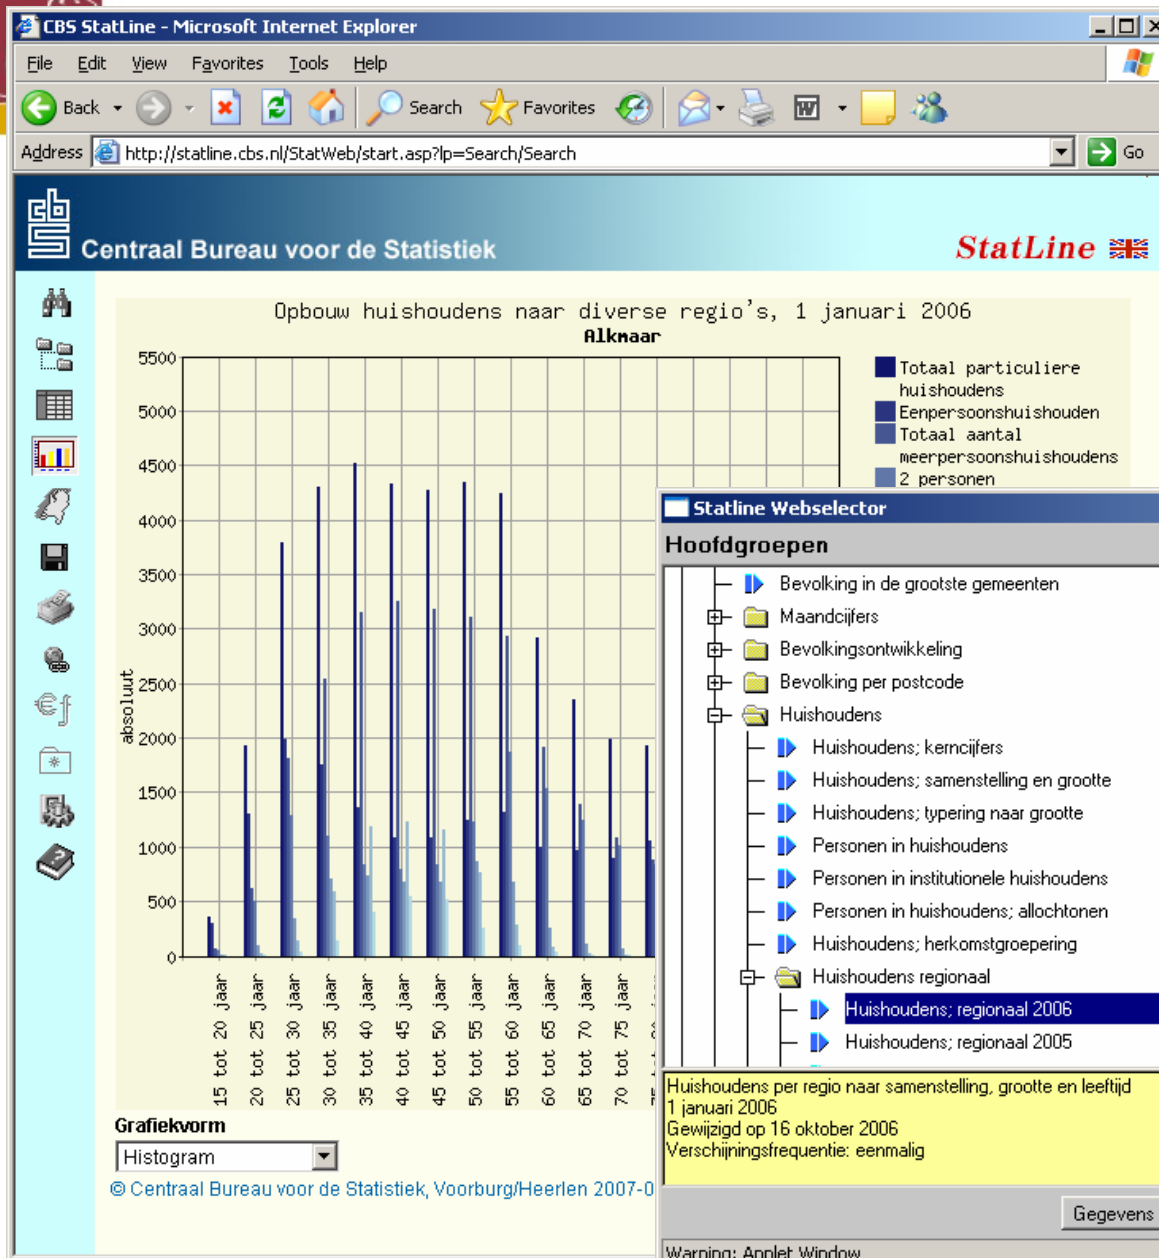 CBS StatLine - Microsoft Internet Explorer
File Edit View Favorites Tools Help
Back Search Favorites
Address http://statline.cbs.nl/StatWeb/start.asp?lp=Search/Search Go
Centraal Bureau voor de Statistiek
StatLine
Opbouw huishoudens naar diverse regio's, 1 januari 2006
Alkmaar
5500
5000
4500
4000
3500
3000
2500
2000
1500
1000
500
0
absoluut
15 tot 20 jaar
20 tot 25 jaar
25 tot 30 jaar
30 tot 35 jaar
35 tot 40 jaar
40 tot 45 jaar
45 tot 50 jaar
50 tot 55 jaar
55 tot 60 jaar
60 tot 65 jaar
65 tot 70 jaar
70 tot 75 jaar
Totaal particuliere
huishoudens
Eenpersoonshuishouden
Totaal aantal
meerpersoonshuishoudens
2 personen
Grafiekvorm
Histogram
© Centraal Bureau voor de Statistiek, Voorburg/Heerlen 2007-0
Statline Webselector
Hoofdgroepen
Bevolking in de grootste gemeenten
Maandcijfers
Bevolkingsontwikkeling
Bevolking per postcode
Huishoudens
Huishoudens; kerncijfers
Huishoudens; samenstelling en grootte
Huishoudens; typering naar grootte
Personen in huishoudens
Personen in institutionele huishoudens
Personen in huishoudens; allochtonen
Huishoudens; herkomstgroepering
Huishoudens regionaal
Huishoudens; regionaal 2006
Huishoudens; regionaal 2005
Huishoudens per regio naar samenstelling, grootte en leeftijd
1 januari 2006
Gewijzigd op 16 oktober 2006
Verschijningsfrequentie: eenmalig
Gegevens
Warning: Applet Window